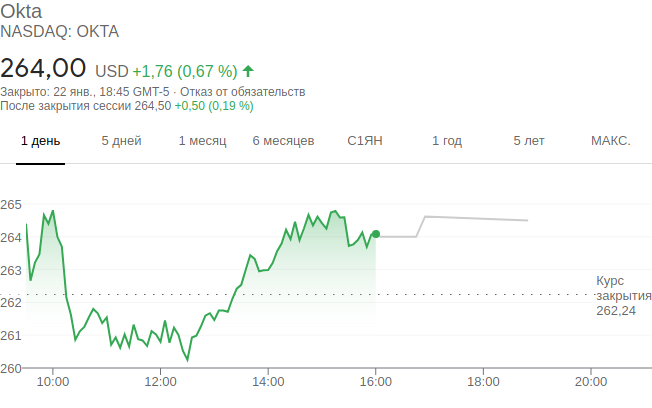 Okta
NASDAQ: OKTA
264,00 USD +1,76 (0,67 %)
Закрыто: 22 янв., 18:45 GMT-5 · Отказ от обязательств
После закрытия сессии 264,50 +0,50 (0,19 %)
1 день 5 дней 1 месяц 6 месяцев С1ЯН 1 год 5 лет МАКС.
265
264
263
262
261
260
Курс
закрытия
262,24
10:00 12:00 14:00 16:00 18:00 20:00